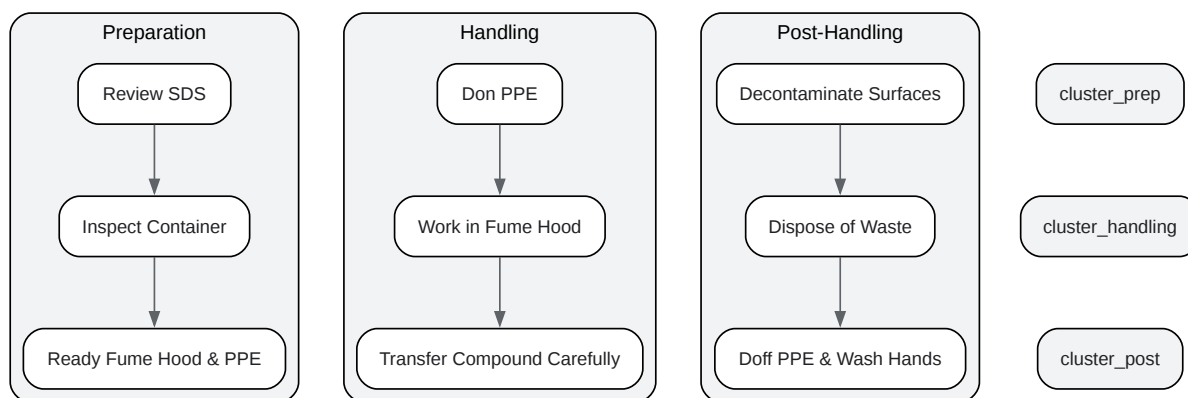 Preparation
Review SDS
Inspect Container
Ready Fume Hood & PPE
Handling
Don PPE
Work in Fume Hood
Transfer Compound Carefully
Post-Handling
Decontaminate Surfaces
Dispose of Waste
Doff PPE & Wash Hands
cluster_prep
cluster_handling
cluster_post